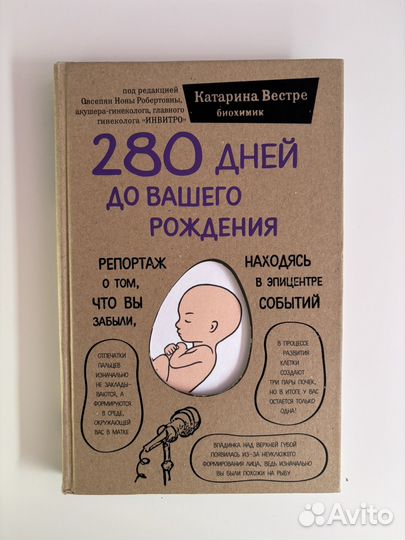 под редакцией
Овсепян Ноны Робертовны,
акушера-гинеколога, главного
гинеколога «ИНВИТРО»
Катарина Вестре
биохимик
280 ДНЕЙ
ДО ВАШЕГО
РОЖДЕНИЯ
РЕПОРТАЖ
О ТОМ,
ЧТО ВЫ
ЗАБЫЛИ,
НАХОДЯСЬ
В ЭПИЦЕНТРЕ
СОБЫТИЙ
ОТПЕЧАТКИ
ПАЛЬЦЕВ
ИЗНАЧАЛЬНО
НЕ ЗАКЛАДЫ-
ВАЮТСЯ, А
ФОРМИРУЮТСЯ
В СРЕДЕ,
ОКРУЖАЮЩЕЙ
ВАС В МАТКЕ
В ПРОЦЕССЕ
РАЗВИТИЯ
КЛЕТКИ
СОЗДАЮТ
ТРИ ПАРЫ ПОЧЕК,
НО В ИТОГЕ У ВАС
ОСТАЕТСЯ ТОЛЬКО
ОДНА!
ВПАДИНКА НАД ВЕРХНЕЙ ГУБОЙ
ПОЯВИЛАСЬ ИЗ-ЗА НЕУКЛЮЖЕГО
ФОРМИРОВАНИЯ ЛИЦА, ВЕДЬ ИЗНАЧАЛЬНО
ВЫ БЫЛИ ПОХОЖИ НА РЫБУ
Avito